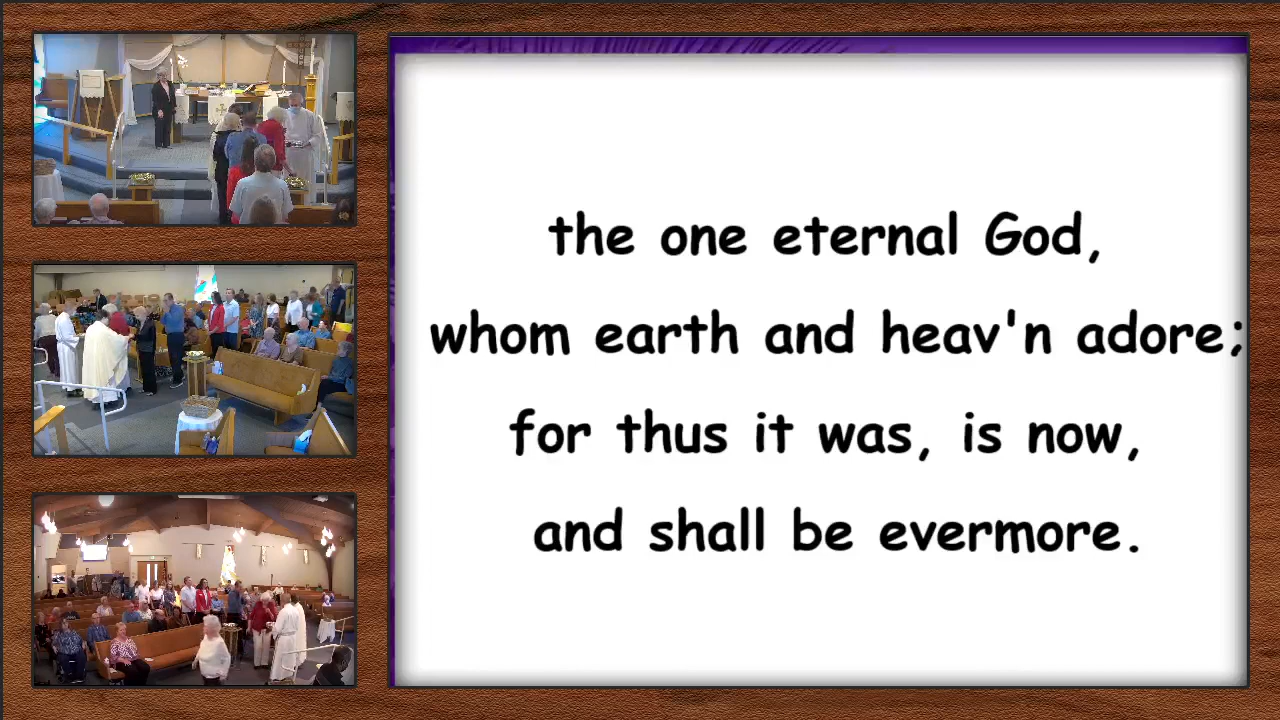 the one eternal God,
whom earth and heav'n adore;
for thus it was, is now,
and shall be evermore.